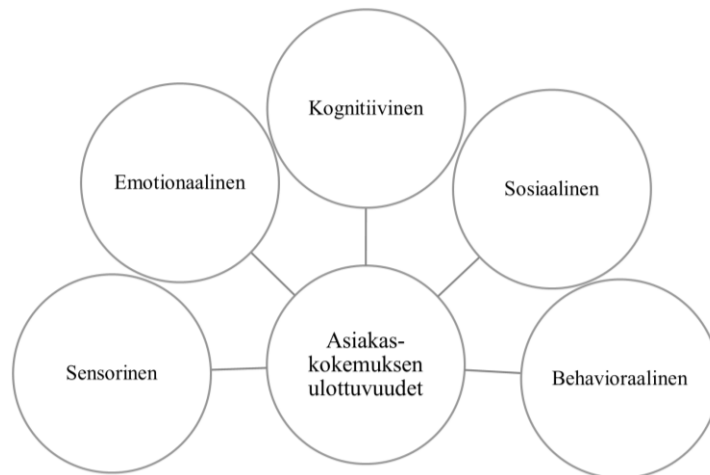 Kognitiivinen
Emotionaalinen
Sosiaalinen
Sensorinen
Asiakas-
kokemuksen
ulottuvuudet
Behavioraalinen